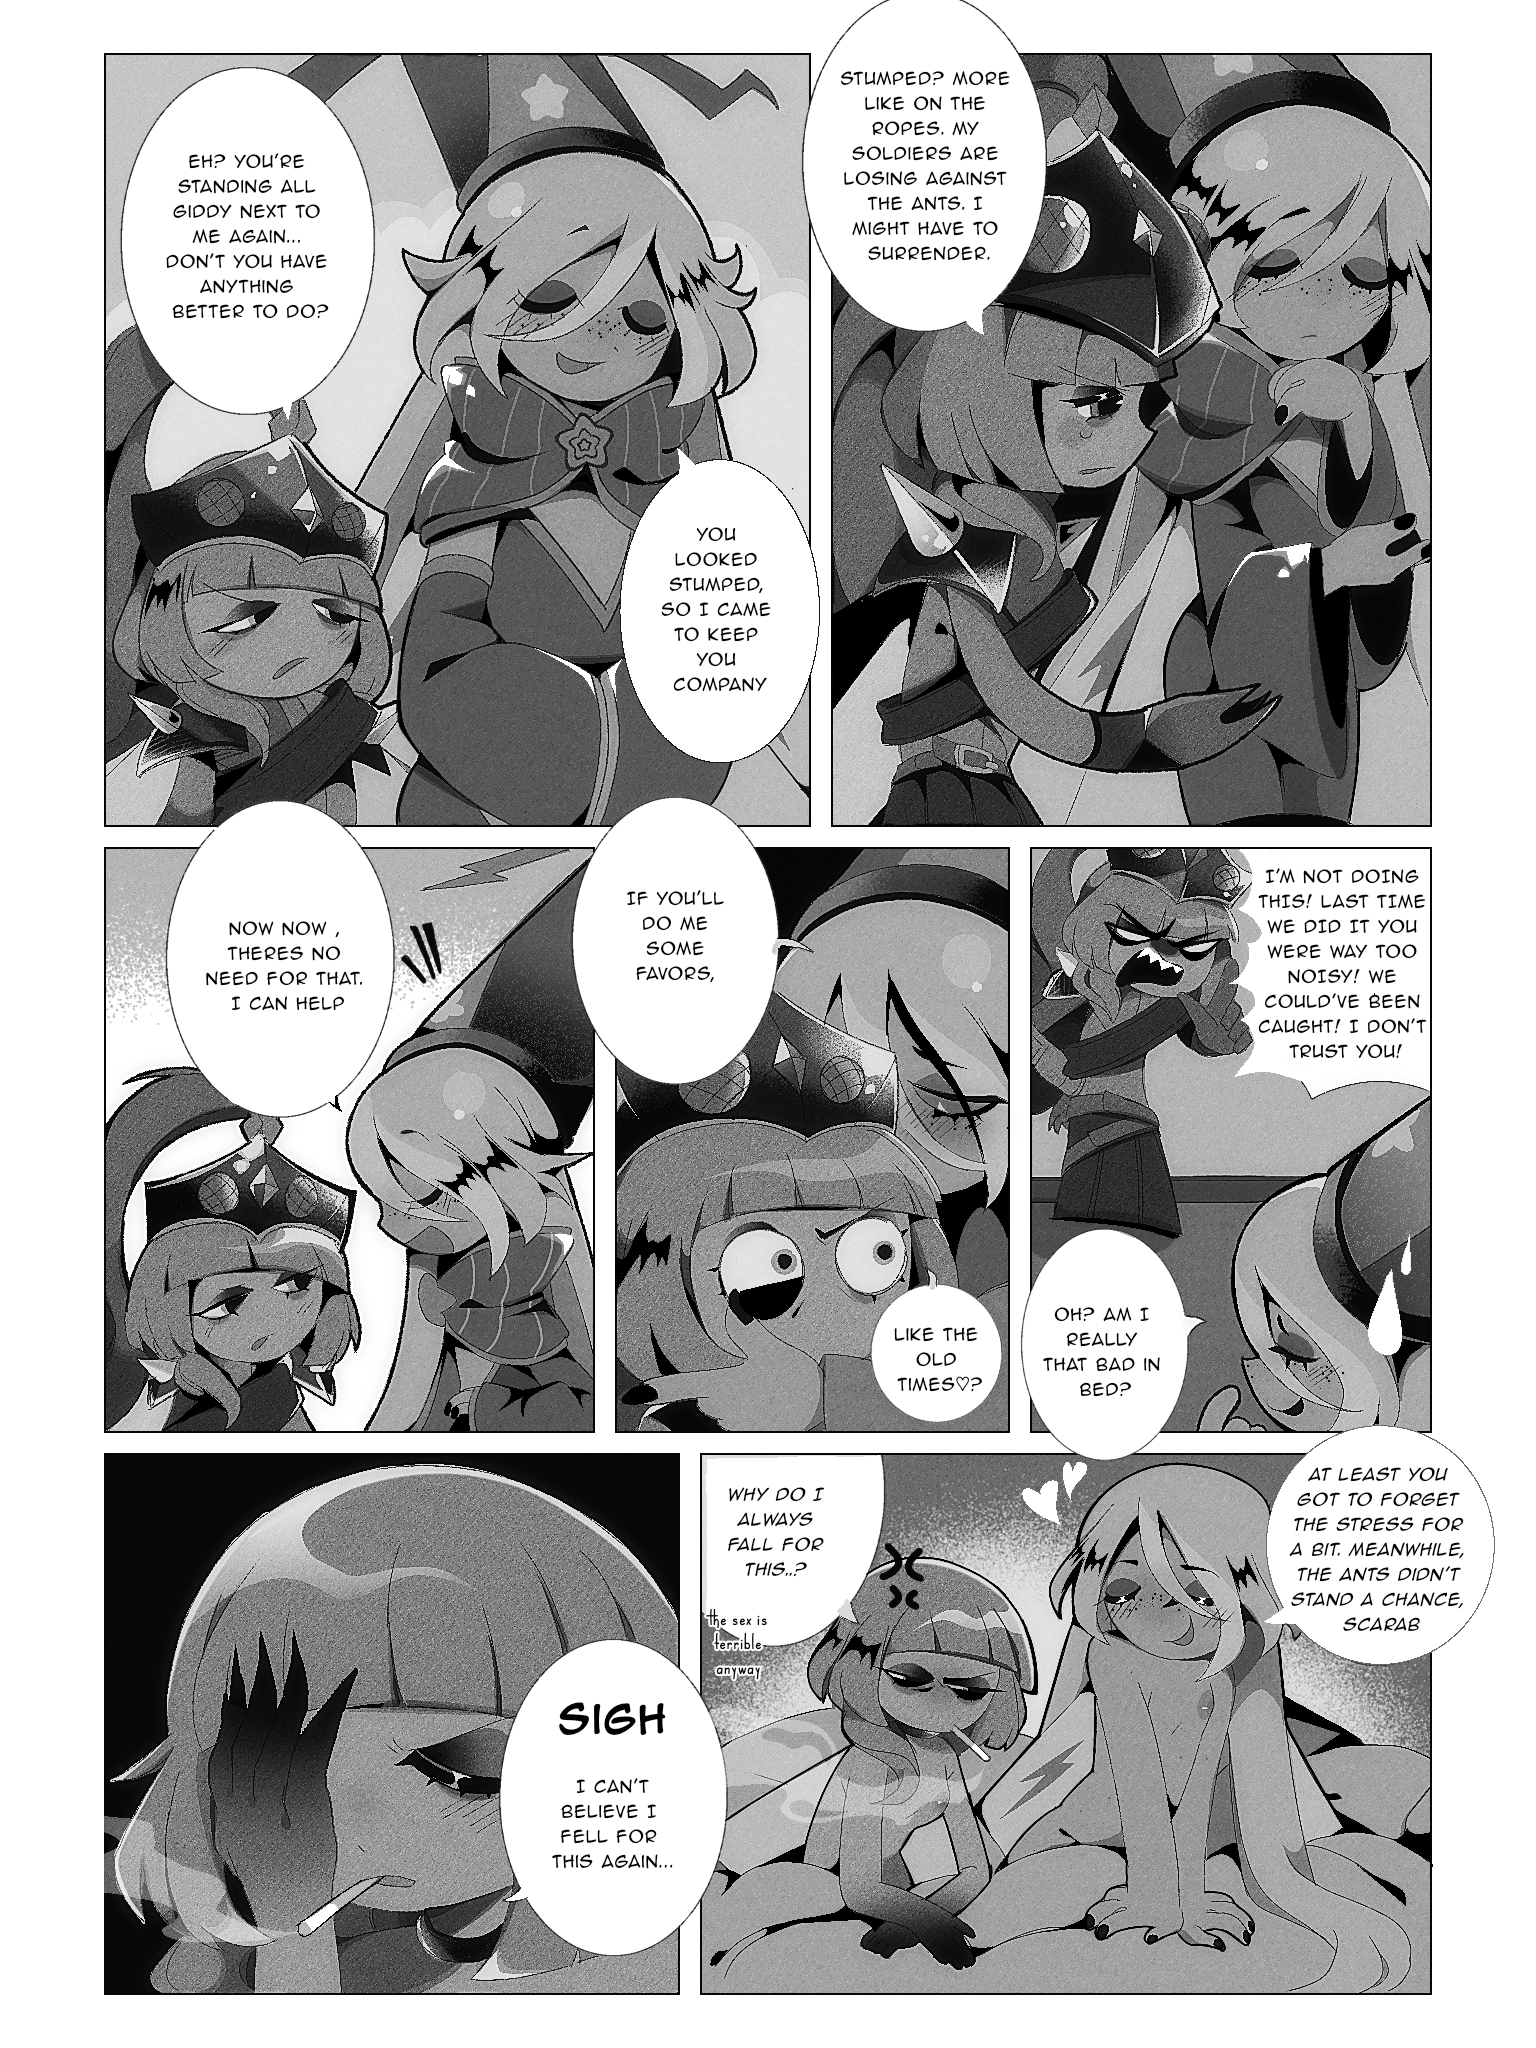 EH? YOU'RE
STANDING ALL
GIDDY NEXT TO
ME AGAIN...
DON'T YOU HAVE
ANYTHING
BETTER TO DO?
YOU
LOOKED
STUMPED,
SO I CAME
TO KEEP
YOU
COMPANY
STUMPED? MORE
LIKE ON THE
ROPES. MY
SOLDIERS ARE
LOSING AGAINST
THE ANTS. I
MIGHT HAVE TO
SURRENDER.
NOW NOW ,
THERES NO
NEED FOR THAT.
I CAN HELP
IF YOU'LL
DO ME
SOME
FAVORS,
LIKE THE
OLD
TIMES♡?
I'M NOT DOING
THIS! LAST TIME
WE DID IT YOU
WERE WAY TOO
NOISY! WE
COULD'VE BEEN
CAUGHT! I DON'T
TRUST YOU!
OH? AM I
REALLY
THAT BAD IN
BED?
SIGH
I CAN'T
BELIEVE I
FELL FOR
THIS AGAIN...
WHY DO I
ALWAYS
FALL FOR
THIS..?
the sex is
terrible
anyway
AT LEAST YOU
GOT TO FORGET
THE STRESS FOR
A BIT. MEANWHILE,
THE ANTS DIDN'T
STAND A CHANCE,
SCARAB